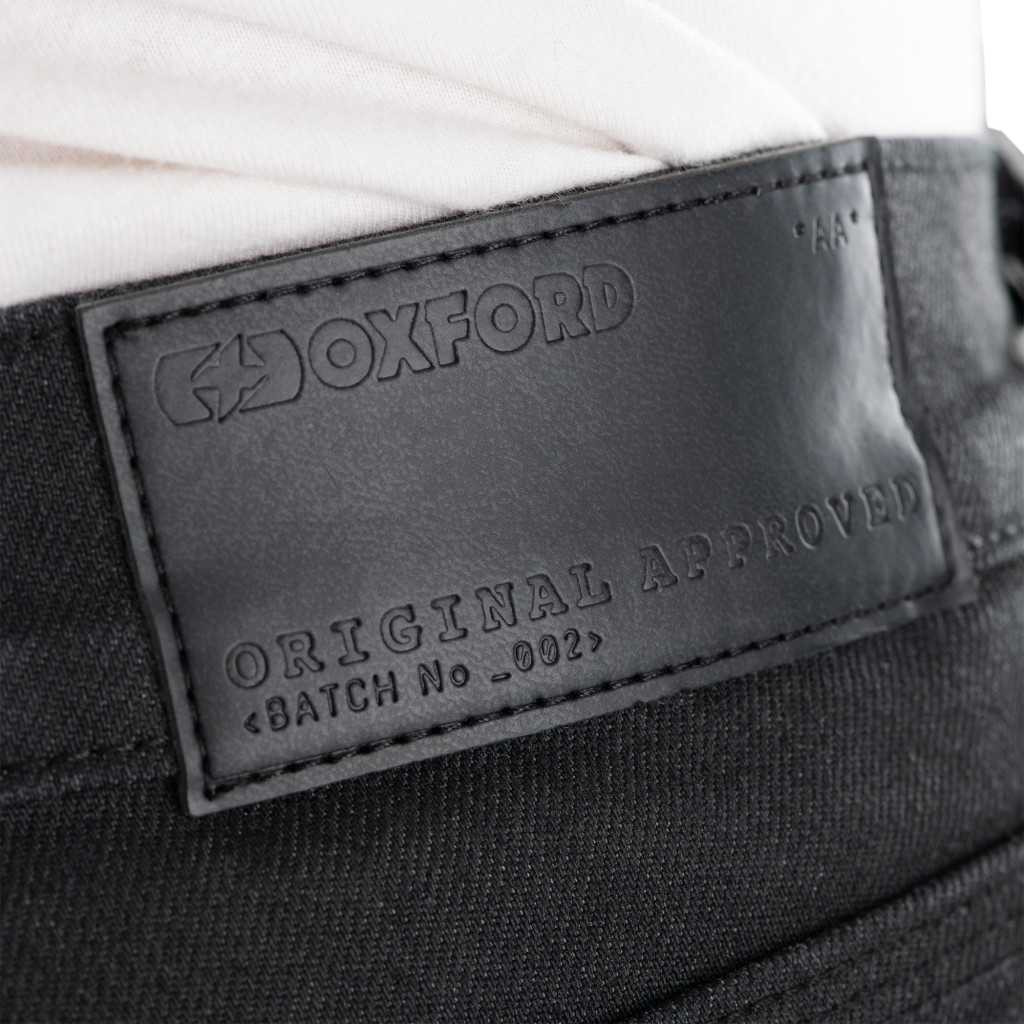 *AA*
OXFORD
ORIGINAL APPROVED
<BATCH No _002>